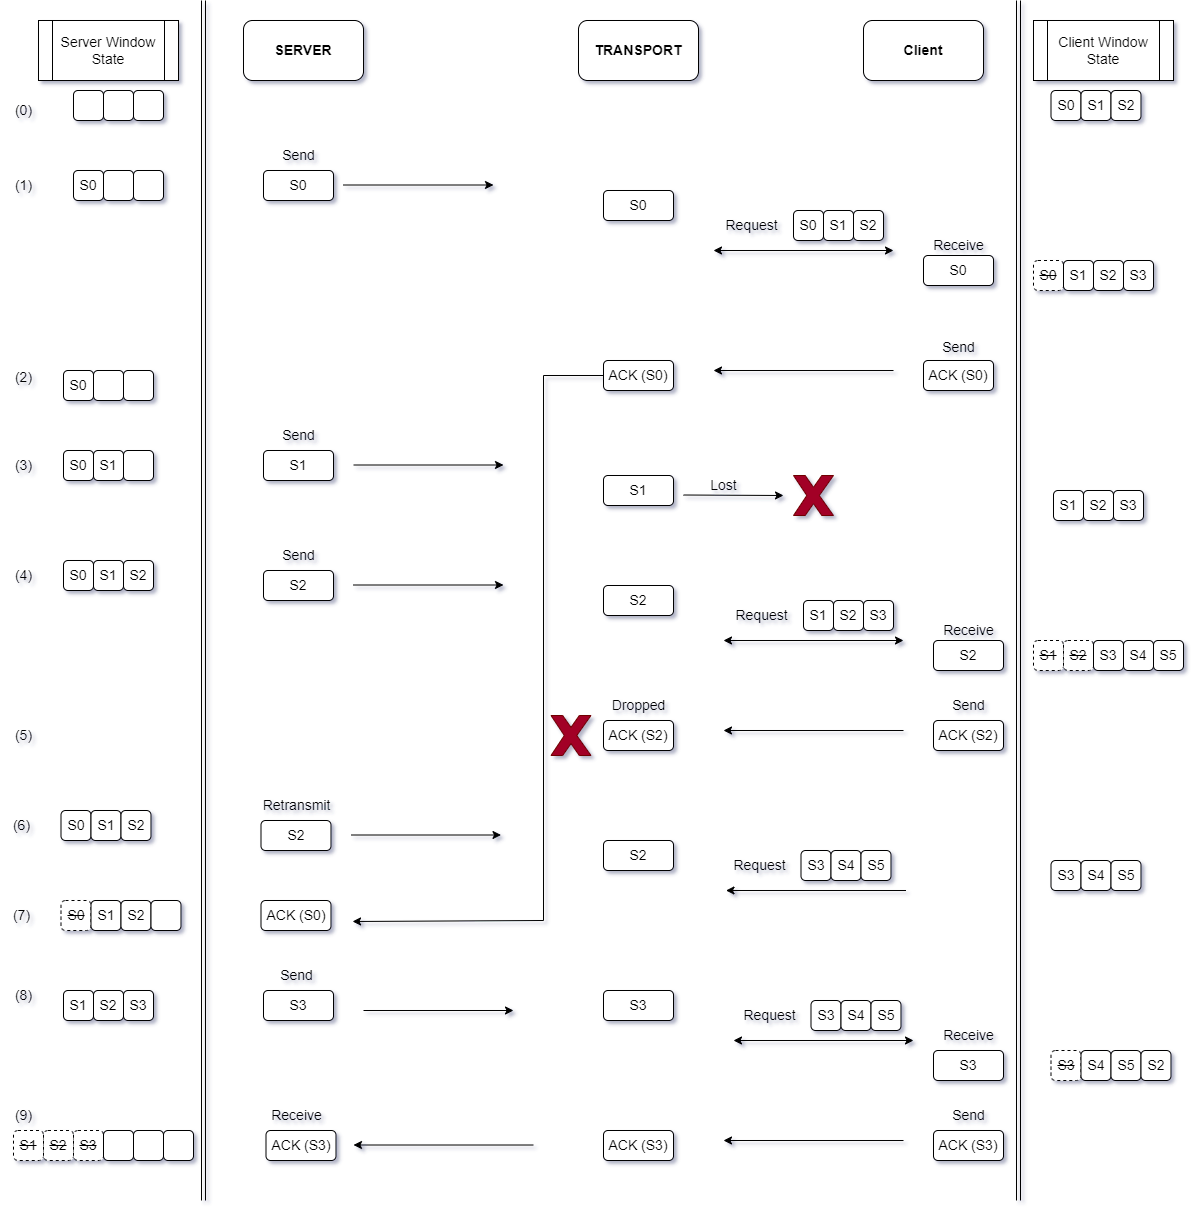 Server Window
State
SERVER
TRANSPORT
Client
Client Window
State
(0)
S0 S1 S2
Send
(1)
S0
S0
S0
Request
S0 S1 S2
Receive
S0
S0 S1 S2 S3
Send
(2)
S0
ACK (S0)
ACK (S0)
Send
(3)
S0 S1
S1
S1
Lost
X
S1 S2 S3
Send
(4)
S0 S1 S2
S2
S2
Request
S1 S2 S3
Receive
S2
S1 S2 S3 S4 S5
Dropped
Send
(5)
X
ACK (S2)
ACK (S2)
Retransmit
(6)
S0 S1 S2
S2
S2
Request
S3 S4 S5
S3 S4 S5
(7)
S0 S1 S2
ACK (S0)
Send
(8)
S1 S2 S3
S3
S3
Request
S3 S4 S5
Receive
S3
S3 S4 S5 S2
(9)
Receive
Send
S1 S2 S3
ACK (S3)
ACK (S3)
ACK (S3)